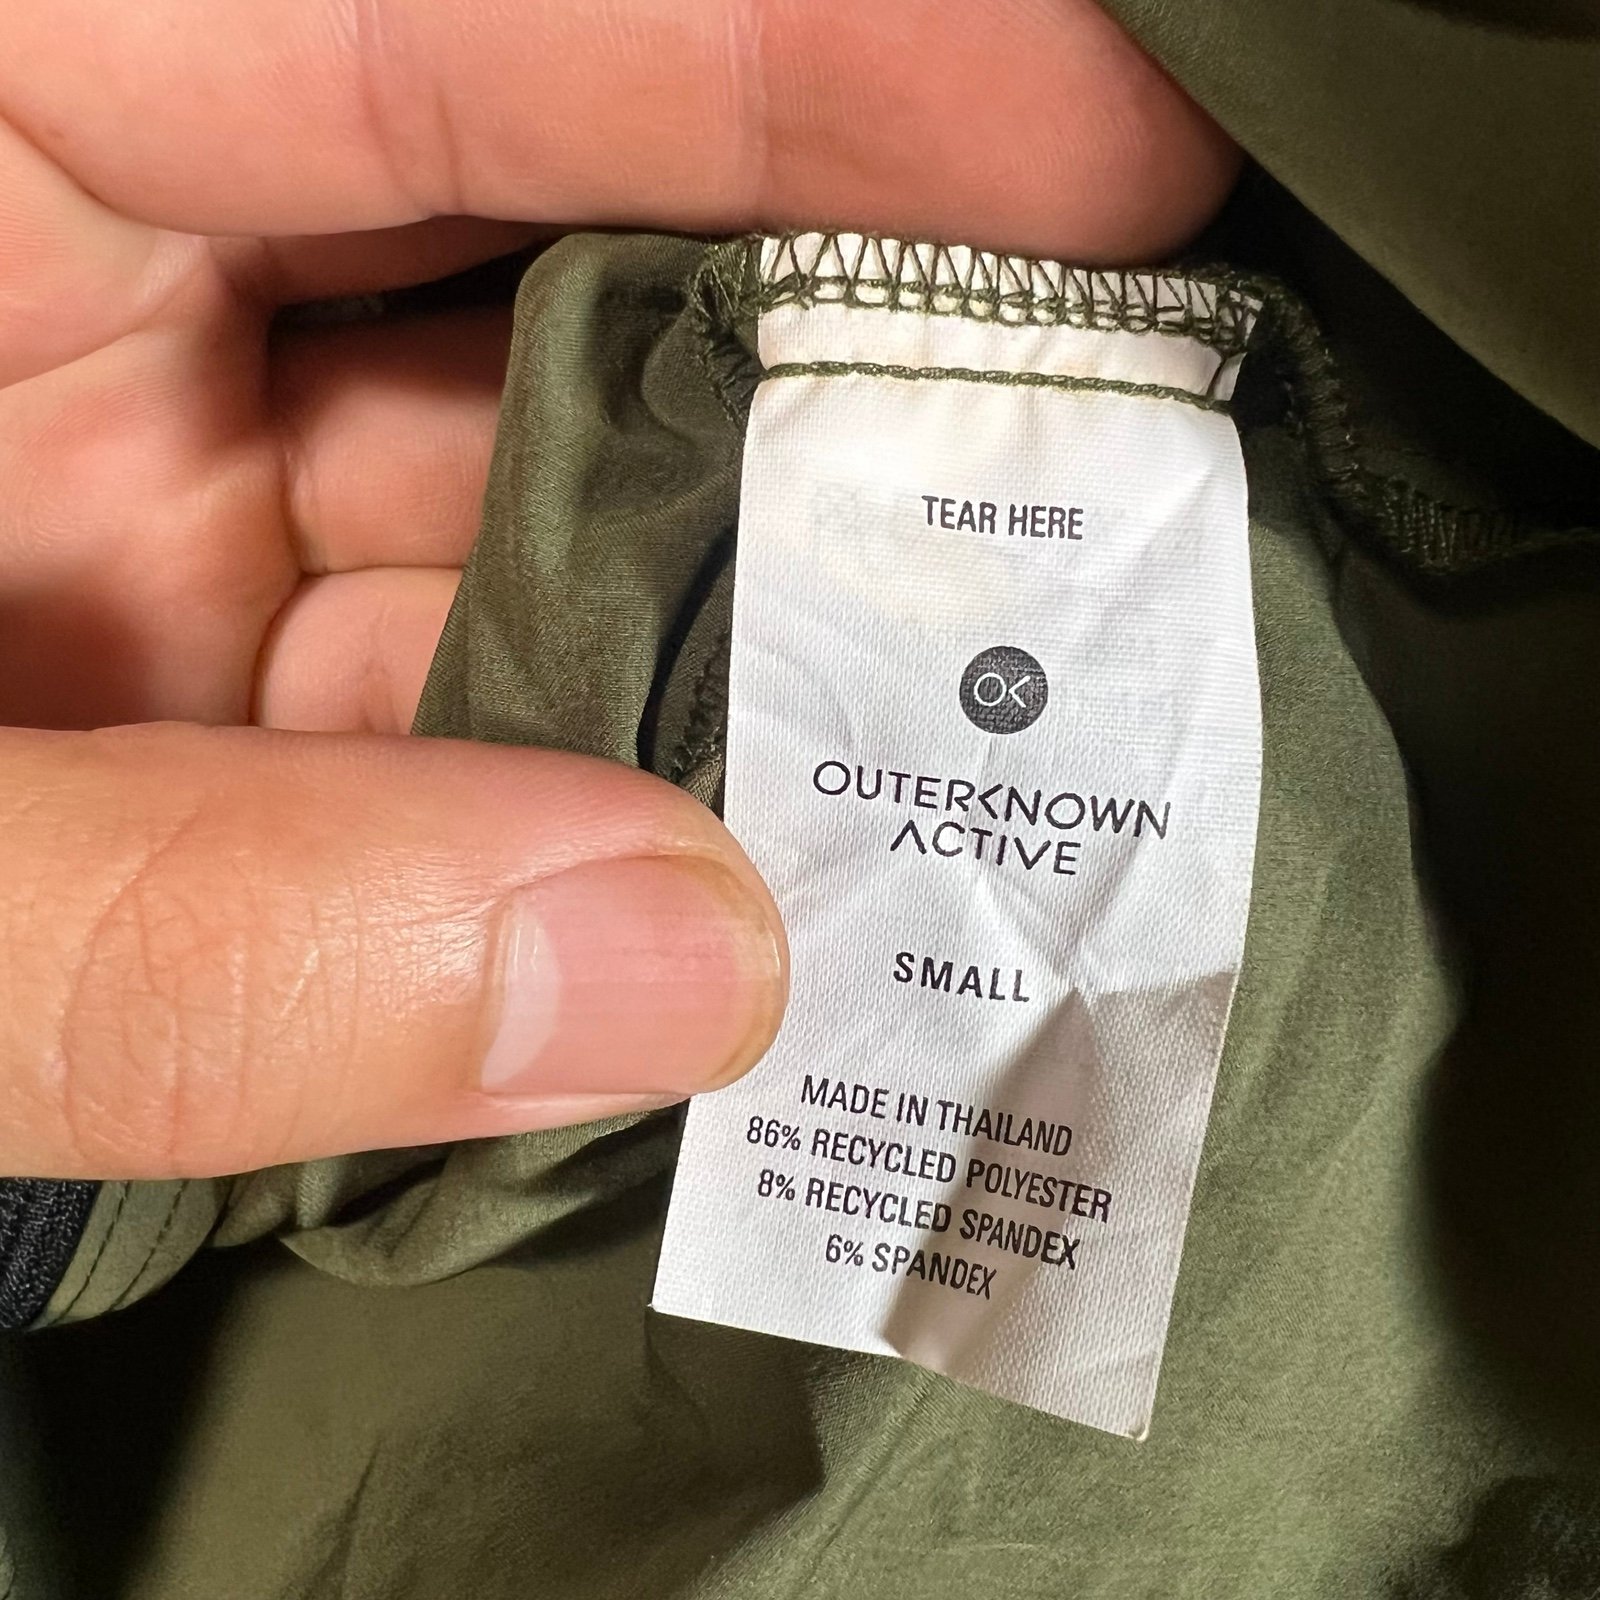 TEAR HERE
OK
OUTERKNOWN
ACTIVE
SMALL
MADE IN THAILAND
86% RECYCLED POLYESTER
8% RECYCLED SPANDEX
6% SPANDEX